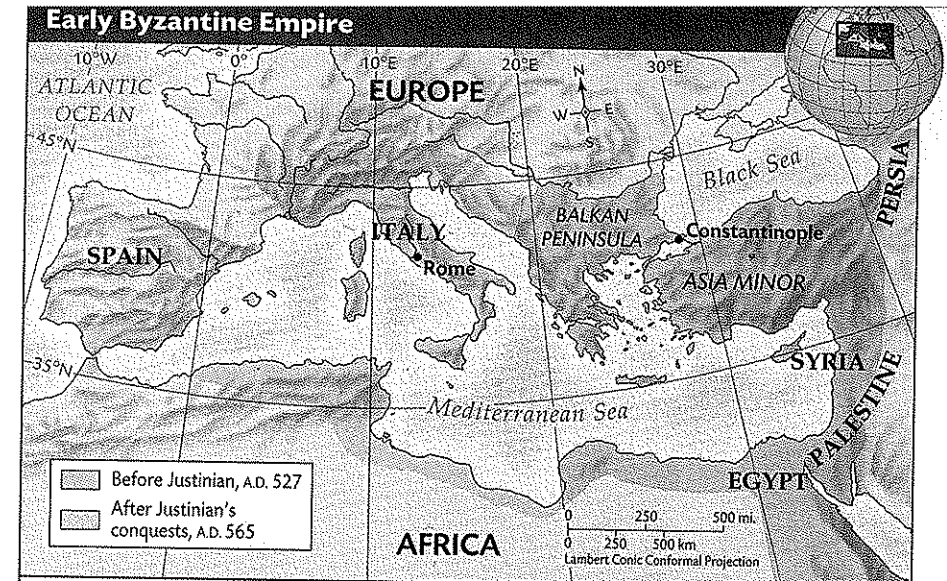 Early Byzantine Empire
10°W
0°
10°E
20°E
30°E
ATLANTIC
OCEAN
EUROPE
N
W
E
S
45°N
Black Sea
PERSIA
BALKAN
PENINSULA
Constantinople
SPAIN
ITALY
Rome
ASIA MINOR
35°N
SYRIA
Mediterranean Sea
PALESTINE
EGYPT
Before Justinian, A.D. 527
After Justinian's
conquests, A.D. 565
AFRICA
0 250 500 mi.
0 250 500 km
Lambert Conic Conformal Projection